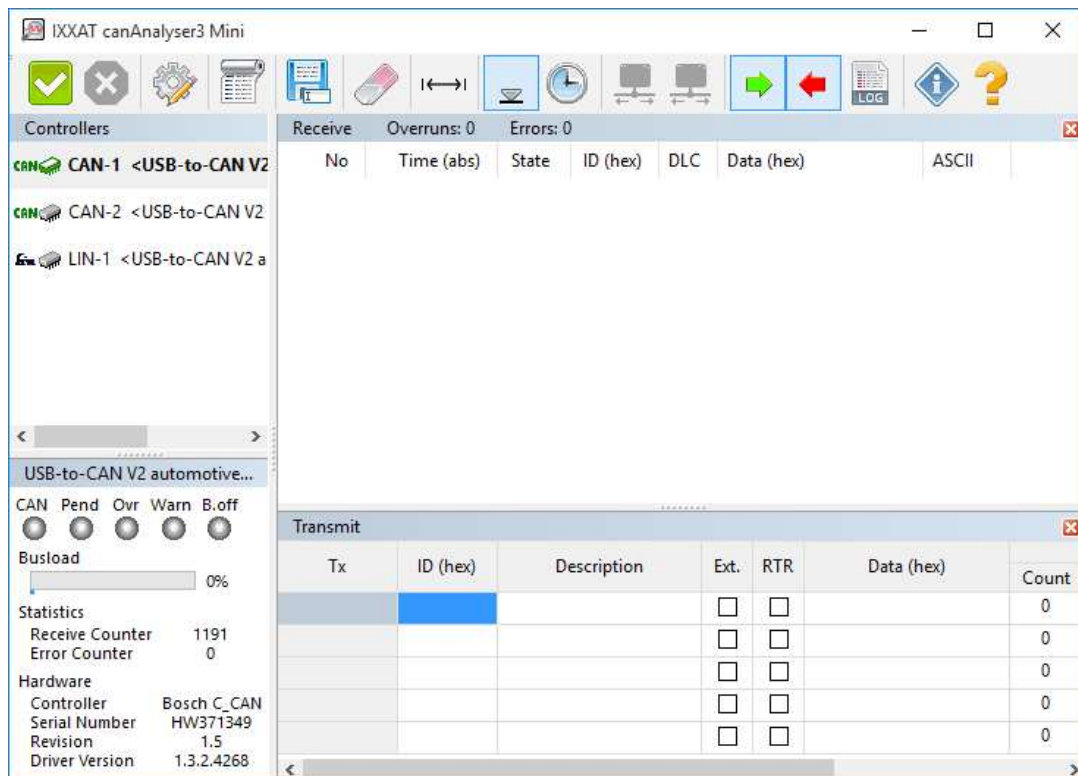 IXXAT canAnalyser3 Mini
LOG
Controllers
CAN CAN-1 <USB-to-CAN V2
CAN CAN-2 <USB-to-CAN V2
LIN-1 <USB-to-CAN V2 a
Receive Overruns: 0 Errors: 0
No Time (abs) State ID (hex) DLC Data (hex) ASCII
USB-to-CAN V2 automotive...
CAN Pend Ovr Warn B.off
Busload
0%
Statistics
Receive Counter 1191
Error Counter 0
Hardware
Controller Bosch C_CAN
Serial Number HW371349
Revision 1.5
Driver Version 1.3.2.4268
Transmit
Tx ID (hex) Description Ext. RTR Data (hex) Count
0
0
0
0
0